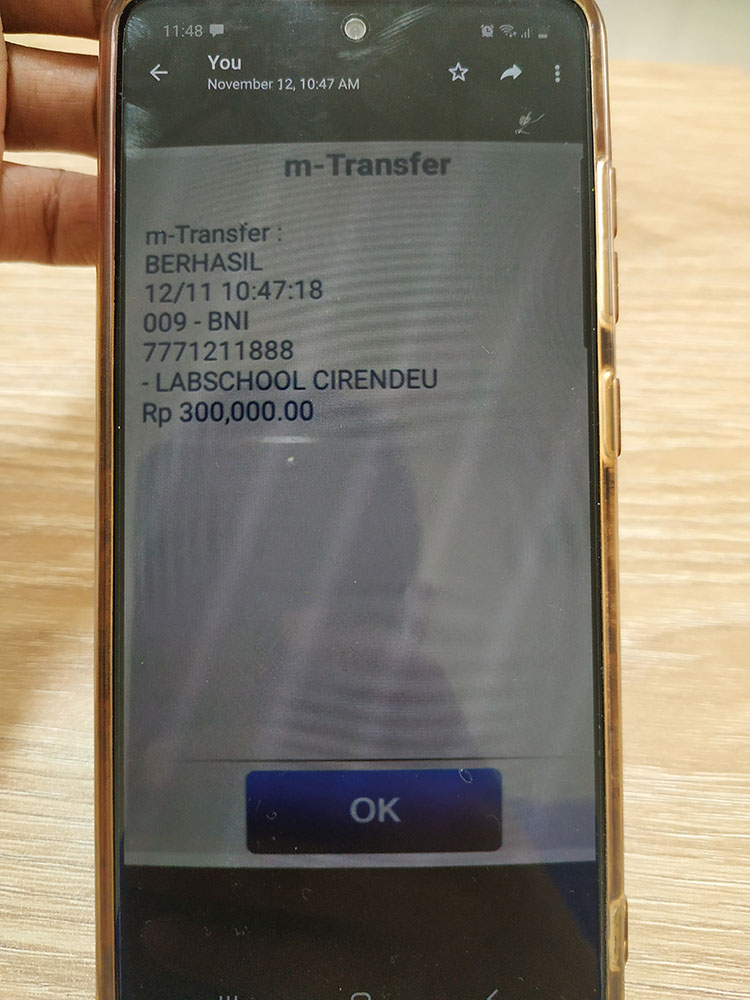 11:48
You
November 12, 10:47 AM
m-Transfer
m-Transfer :
BERHASIL
12/11 10:47:18
009 - BNI
7771211888
- LABSCHOOL CIRENDEU
Rp 300,000.00
OK